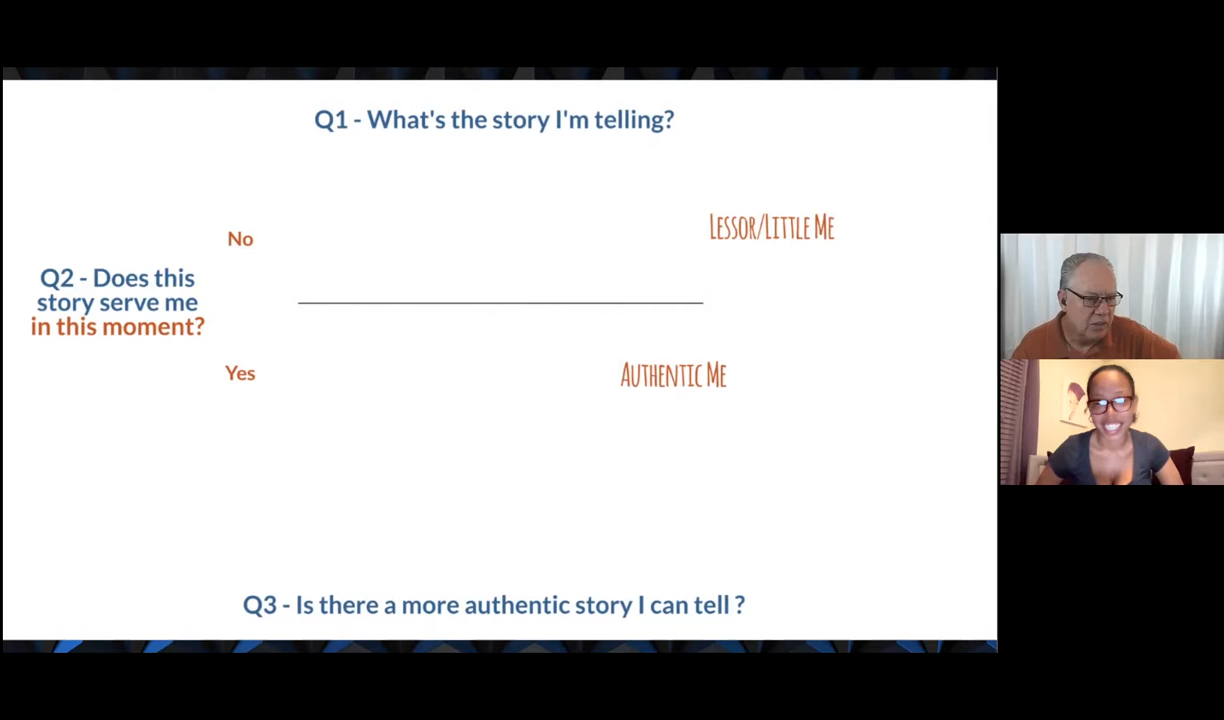 Q1 - What's the story I'm telling?
Lessor/Little Me
No
Q2 - Does this
story serve me
in this moment?
Yes
Authentic Me
Q3 - Is there a more authentic story I can tell ?